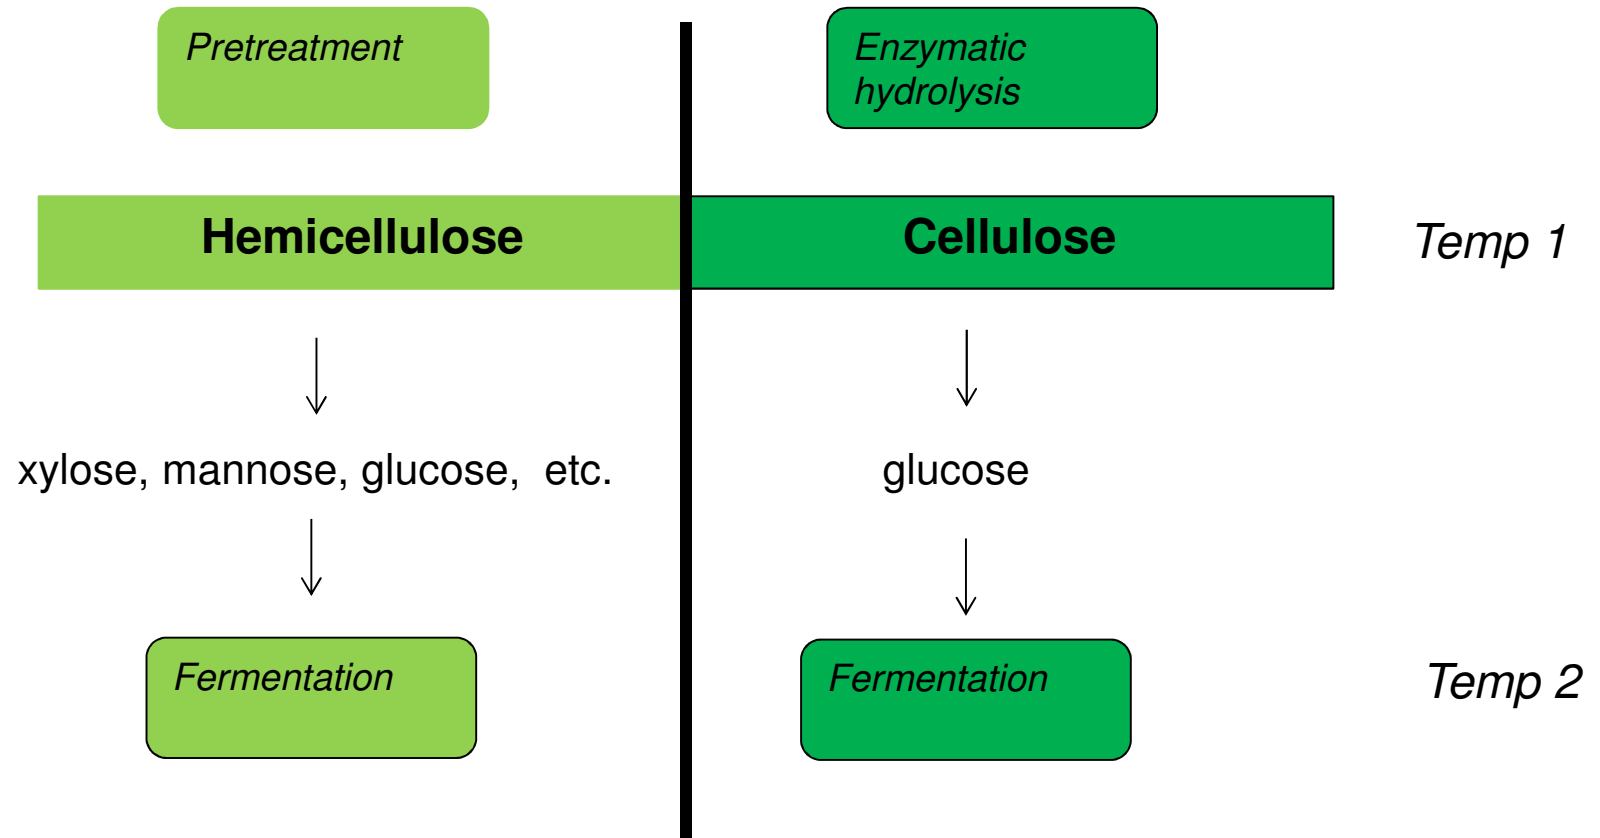 Pretreatment
Enzymatic
hydrolysis
Hemicellulose
Cellulose
Temp 1
xylose, mannose, glucose,  etc.
glucose
Fermentation
Fermentation
Temp 2